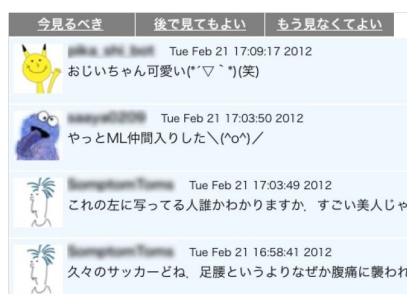 今見るべき 後で見てもよい もう見なくてよい
Tue Feb 21 17:09:17 2012
おじいちゃん可愛い(*´▽｀*)(笑)
Tue Feb 21 17:03:50 2012
やっとML仲間入りした＼(^o^)／
Tue Feb 21 17:03:49 2012
これの左に写ってる人誰かわかりますか，すごい美人じゃ
Tue Feb 21 16:58:41 2012
久々のサッカーどね，足腰というよりなぜか腹痛に襲われ